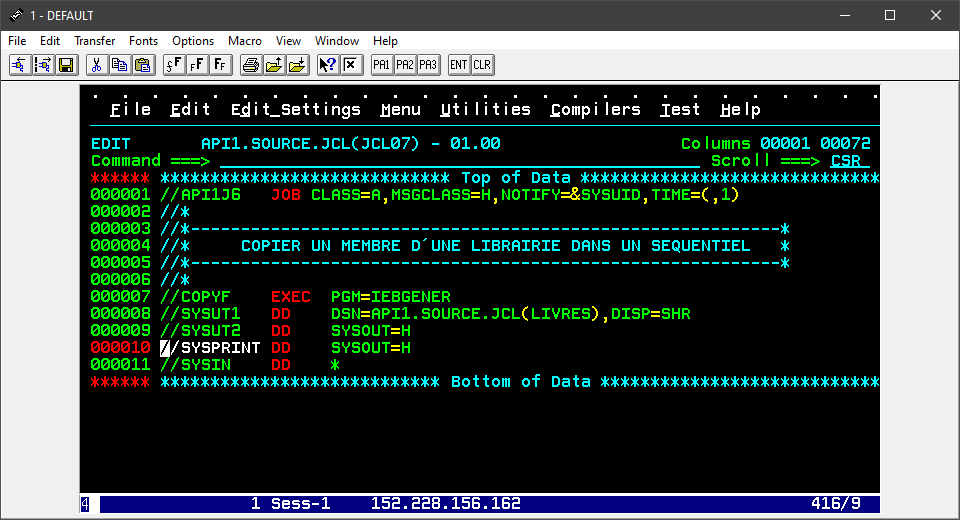 1 - DEFAULT
File Edit Transfer Fonts Options Macro View Window Help
PA1 PA2 PA3 ENT CLR
File Edit Edit_Settings Menu Utilities Compilers Test Help
EDIT API1.SOURCE.JCL(JCL07) - 01.00 Columns 00001 00072
Command ===> Scroll ===> CSR
****** ***************************** Top of Data ******************************
000001 //API1J6 JOB CLASS=A,MSGCLASS=H,NOTIFY=&SYSUID,TIME=(,1)
000002 //*
000003 //*-----------------------------------------------------------*
000004 //* COPIER UN MEMBRE D´UNE LIBRAIRIE DANS UN SEQUENTIEL *
000005 //*-----------------------------------------------------------*
000006 //*
000007 //COPYF EXEC PGM=IEBGENER
000008 //SYSUT1 DD DSN=API1.SOURCE.JCL(LIVRES),DISP=SHR
000009 //SYSUT2 DD SYSOUT=H
000010 //SYSPRINT DD SYSOUT=H
000011 //SYSIN DD *
****** **************************** Bottom of Data ****************************
4 1 Sess-1 152.228.156.162 416/9